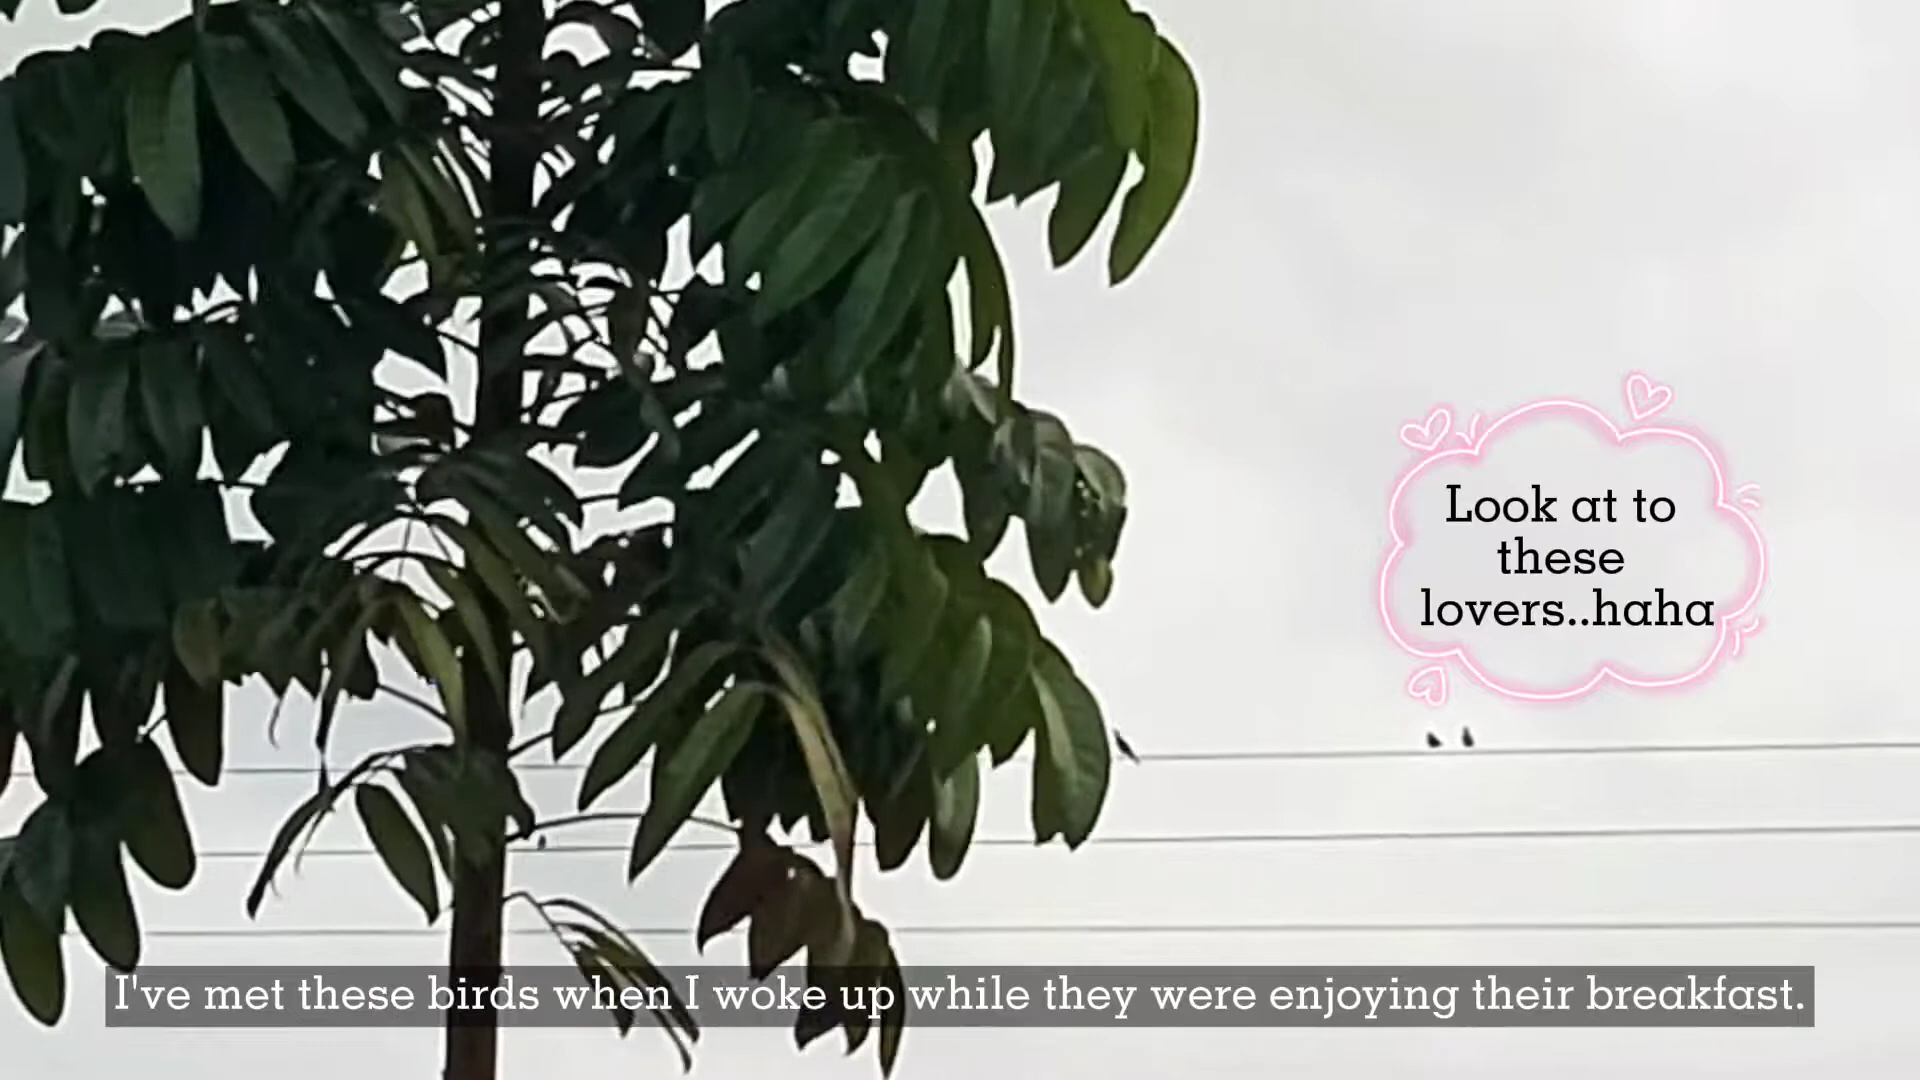 Look at to
these
lovers..haha
I've met these birds when I woke up while they were enjoying their breakfast.